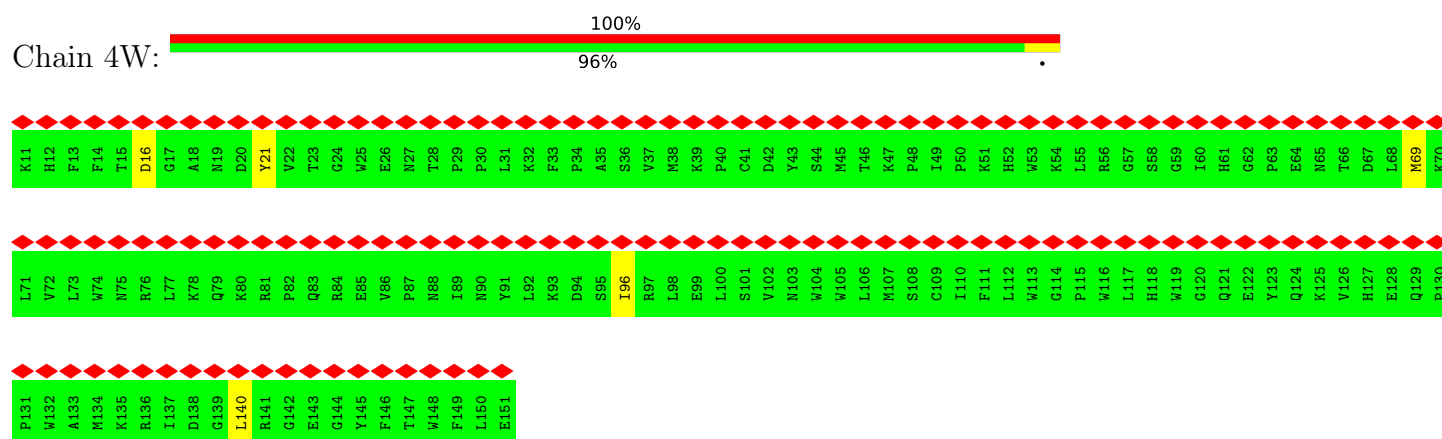 100%
Chain 4W:
96%
.
K11 H12 F13 F14 T15 D16 G17 A18 N19 D20 Y21 V22 T23 G24 W25 E26 N27 T28 P29 P30 L31 K32 F33 P34 A35 S36 V37 M38 K39 P40 C41 D42 Y43 S44 M45 T46 K47 P48 I49 P50 K51 H52 W53 K54 L55 R56 G57 S58 G59 I60 H61 G62 P63 E64 N65 T66 D67 L68 M69 K70
L71 V72 L73 W74 N75 R76 L77 K78 Q79 K80 R81 P82 Q83 R84 E85 V86 P87 N88 I89 N90 Y91 L92 K93 D94 S95 I96 R97 L98 E99 L100 S101 V102 N103 W104 W105 L106 M107 S108 C109 I110 F111 L112 W113 G114 P115 W116 L117 H118 W119 G120 Q121 E122 Y123 Q124 K125 V126 H127 E128 Q129 P130
P131 W132 A133 M134 K135 R136 I137 D138 G139 L140 R141 G142 E143 G144 Y145 F146 T147 W148 F149 L150 E151